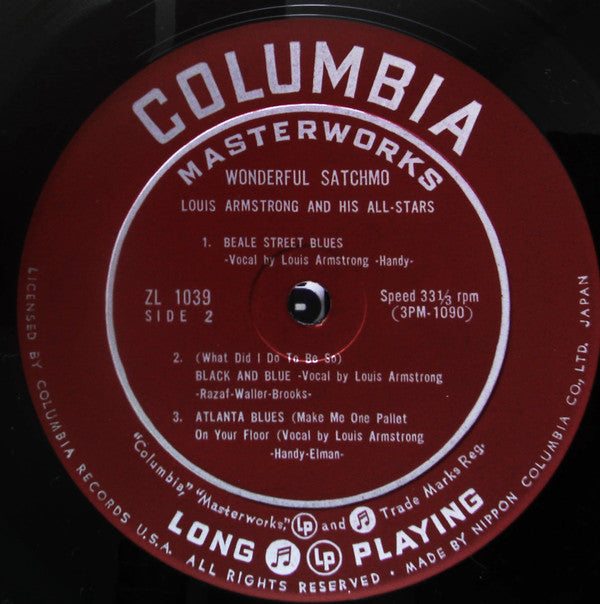 COLUMBIA
MASTERWORKS
WONDERFUL SATCHMO
LOUIS ARMSTRONG AND HIS ALL-STARS
1. BEALE STREET BLUES
-Vocal by Louis Armstrong -Handy-
ZL 1039
SIDE 2
Speed 33⅓ rpm
(3PM-1090)
2. (What Did I Do To Be So)
BLACK AND BLUE -Vocal by Louis Armstrong
-Razaf-Waller-Brooks-
3. ATLANTA BLUES (Make Me One Pallet
On Your Floor (Vocal by Louis Armstrong
-Handy-Elman-
"Columbia," "Masterworks," Lp and Trade Marks Reg.
LONG Lp PLAYING
LICENSED BY COLUMBIA RECORDS U.S.A. ALL RIGHTS RESERVED • MADE BY NIPPON COLUMBIA CO., LTD. JAPAN